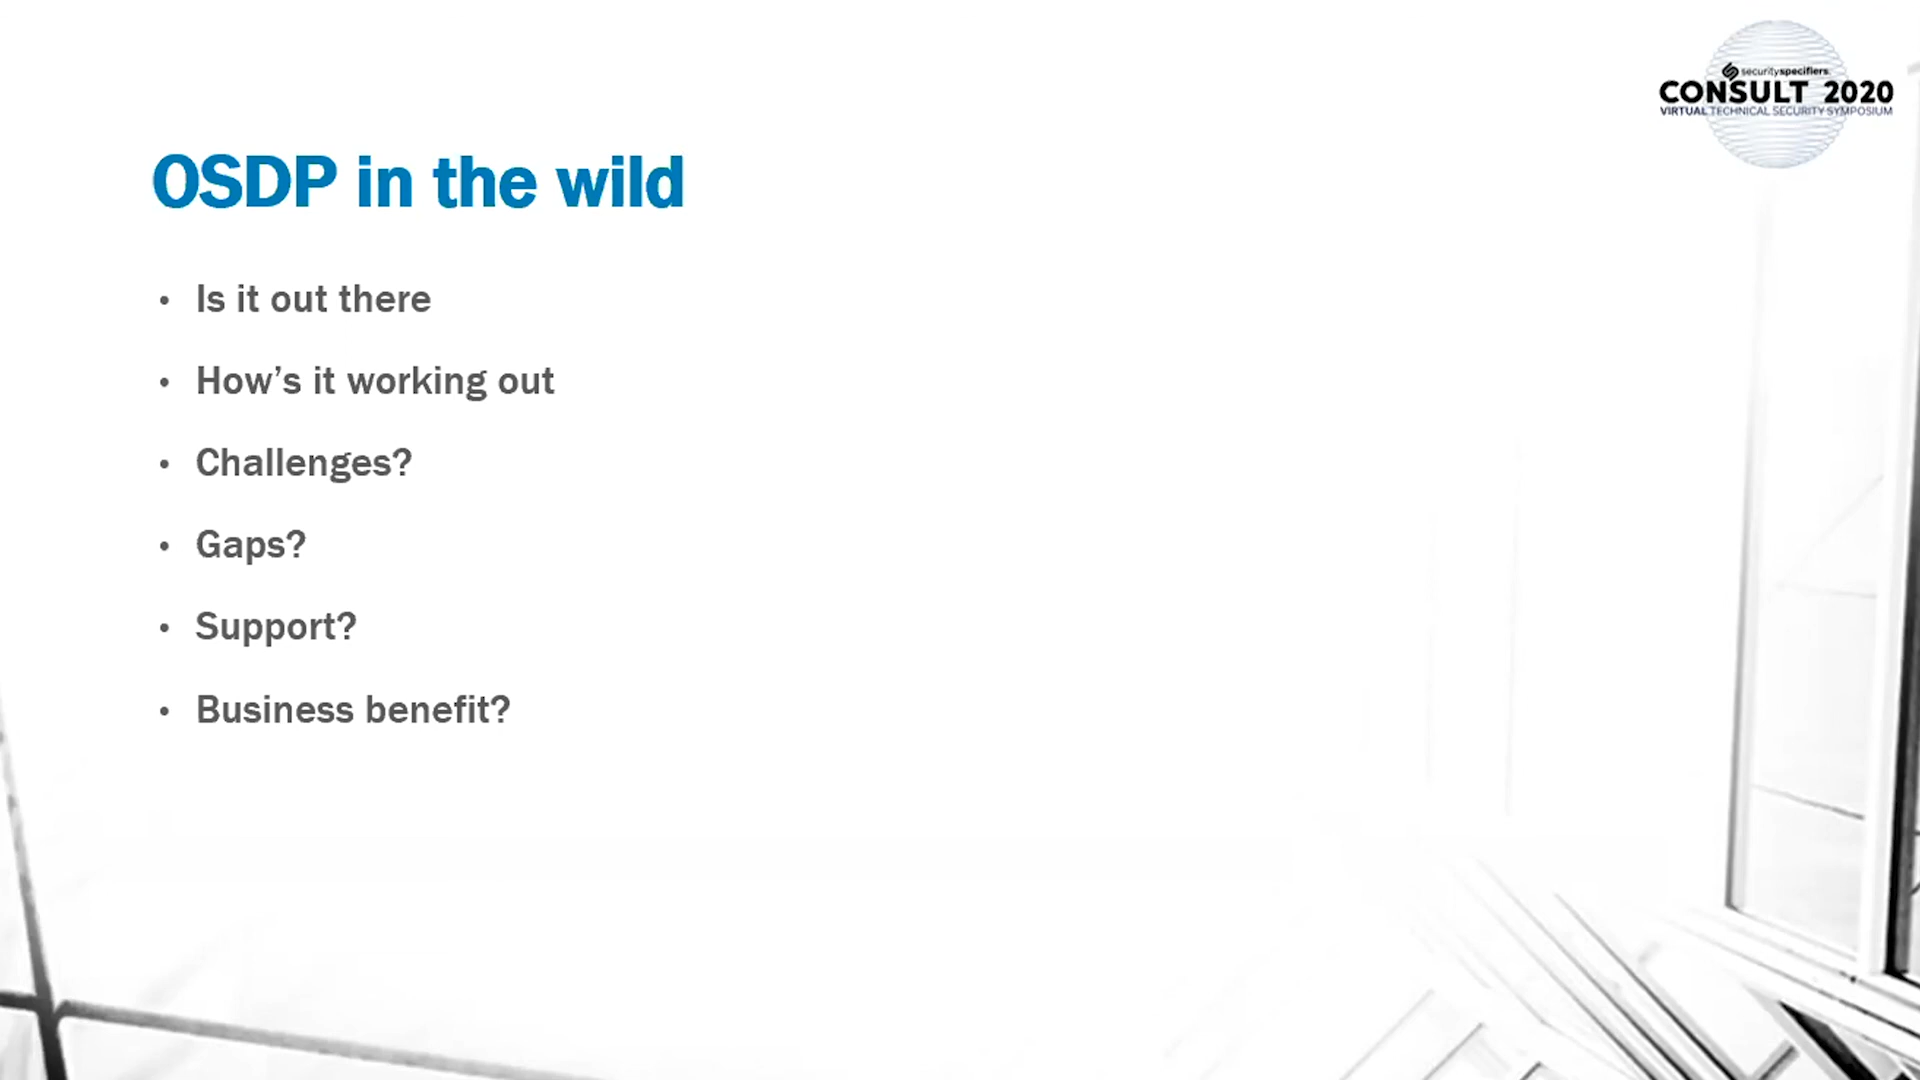 securityspecifiers
CONSULT 2020
VIRTUAL TECHNICAL SECURITY SYMPOSIUM
OSDP in the wild
• Is it out there
• How’s it working out
• Challenges?
• Gaps?
• Support?
• Business benefit?